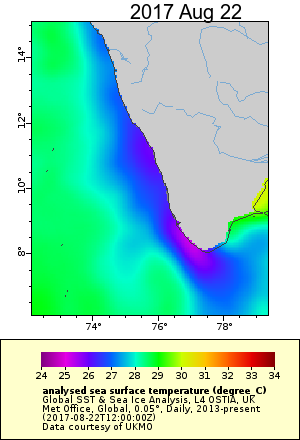 2017 Aug 22
14°
12°
10°
8°
74° 76° 78°
24 25 26 27 28 29 30 31 32 33 34
analysed sea surface temperature (degree_C)
Global SST & Sea Ice Analysis, L4 OSTIA, UK
Met Office, Global, 0.05°, Daily, 2013-present
(2017-08-22T12:00:00Z)
Data courtesy of UKMO